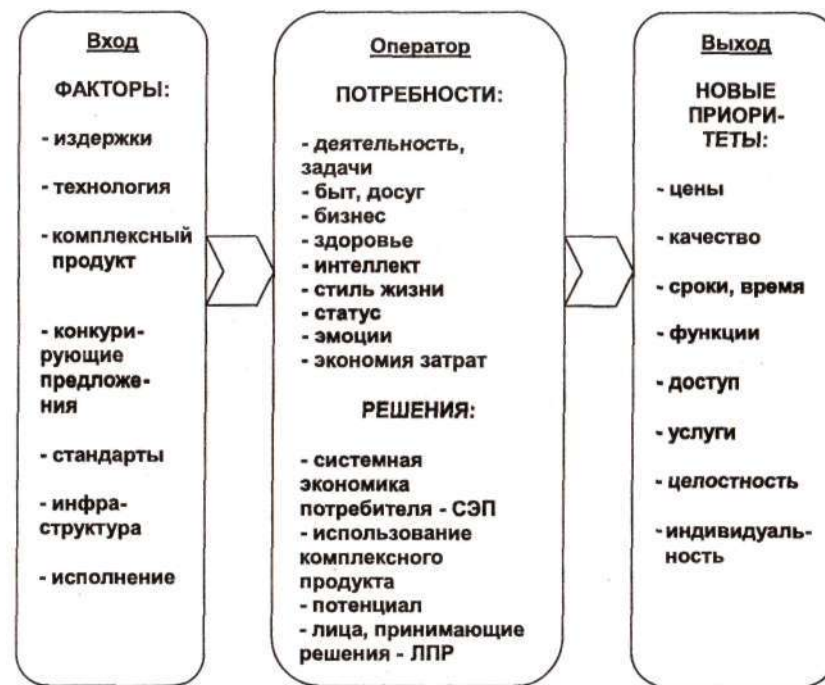 Вход
ФАКТОРЫ:
- издержки
- технология
- комплексный
продукт
- конкури-
рующие
предложе-
ния
- стандарты
- инфра-
структура
- исполнение
Оператор
ПОТРЕБНОСТИ:
- деятельность,
задачи
- быт, досуг
- бизнес
- здоровье
- интеллект
- стиль жизни
- статус
- эмоции
- экономия затрат
РЕШЕНИЯ:
- системная
экономика
потребителя - СЭП
- использование
комплексного
продукта
- потенциал
- лица, принимающие
решения - ЛПР
Выход
НОВЫЕ
ПРИОРИ-
ТЕТЫ:
- цены
- качество
- сроки, время
- функции
- доступ
- услуги
- целостность
- индивидуаль-
ность